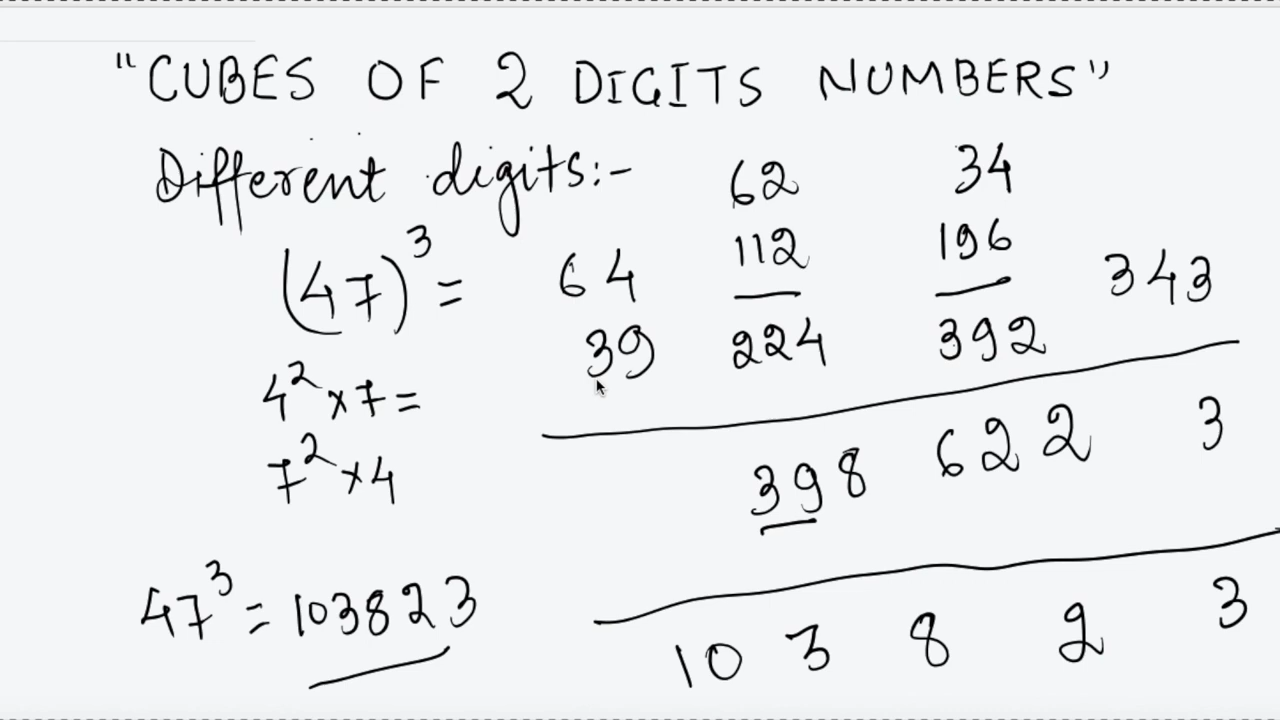 "CUBES OF 2 DIGITS NUMBERS"
Different digits:- 62 34
(47)³ = 64 112 196 343
39 224 392
4² x 7 =
7² x 4
398 622 3
47³ = 103823
10 3 8 2 3